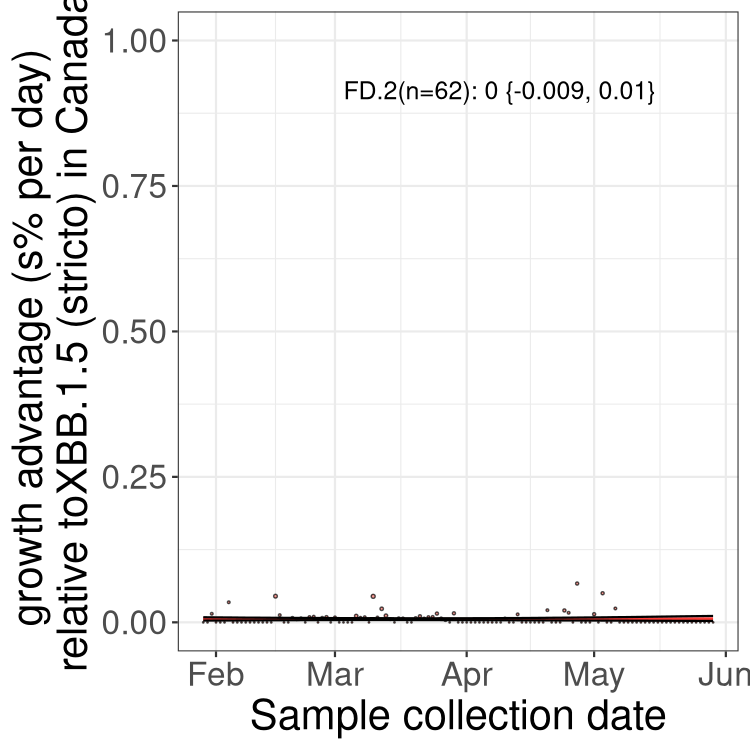 growth advantage (s% per day)
relative toXBB.1.5 (stricto) in Canada
1.00
0.75
0.50
0.25
0.00
FD.2(n=62): 0 {-0.009, 0.01}
Feb Mar Apr May Jun
Sample collection date